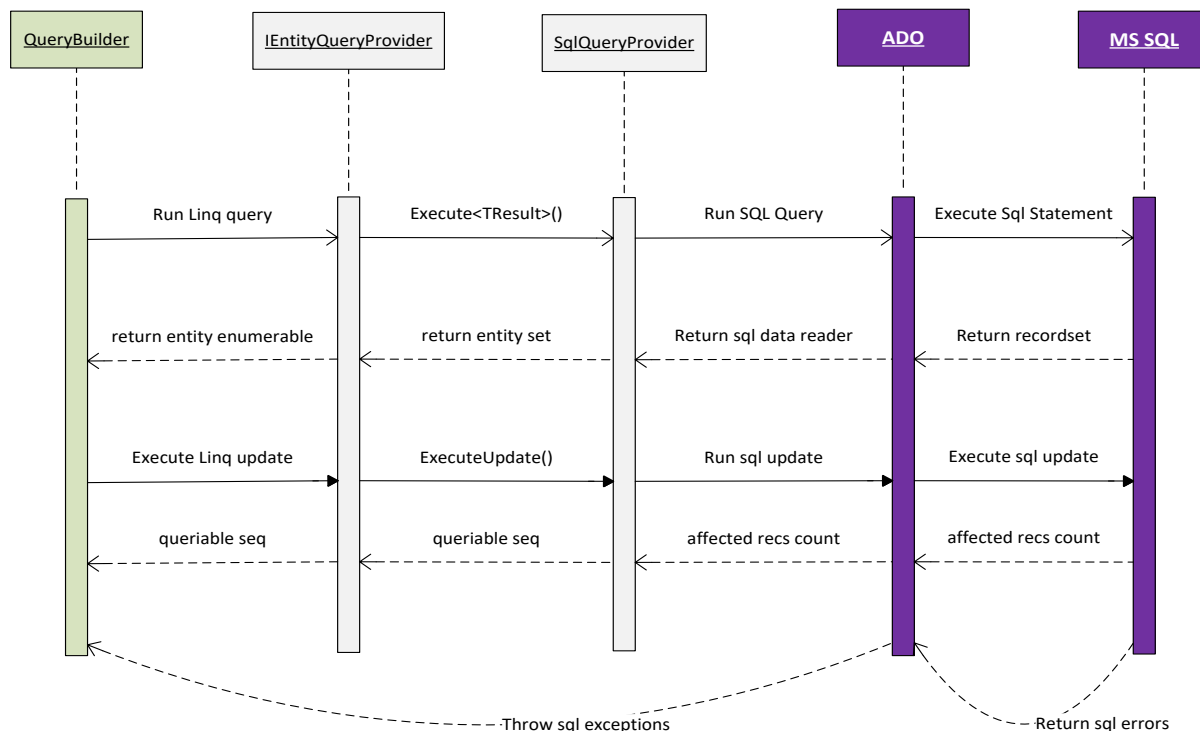 QueryBuilder
IEntityQueryProvider
SqlQueryProvider
ADO
MS SQL
Run Linq query
Execute<TResult>()
Run SQL Query
Execute Sql Statement
return entity enumerable
return entity set
Return sql data reader
Return recordset
Execute Linq update
ExecuteUpdate()
Run sql update
Execute sql update
queriable seq
queriable seq
affected recs count
affected recs count
Throw sql exceptions
Return sql errors